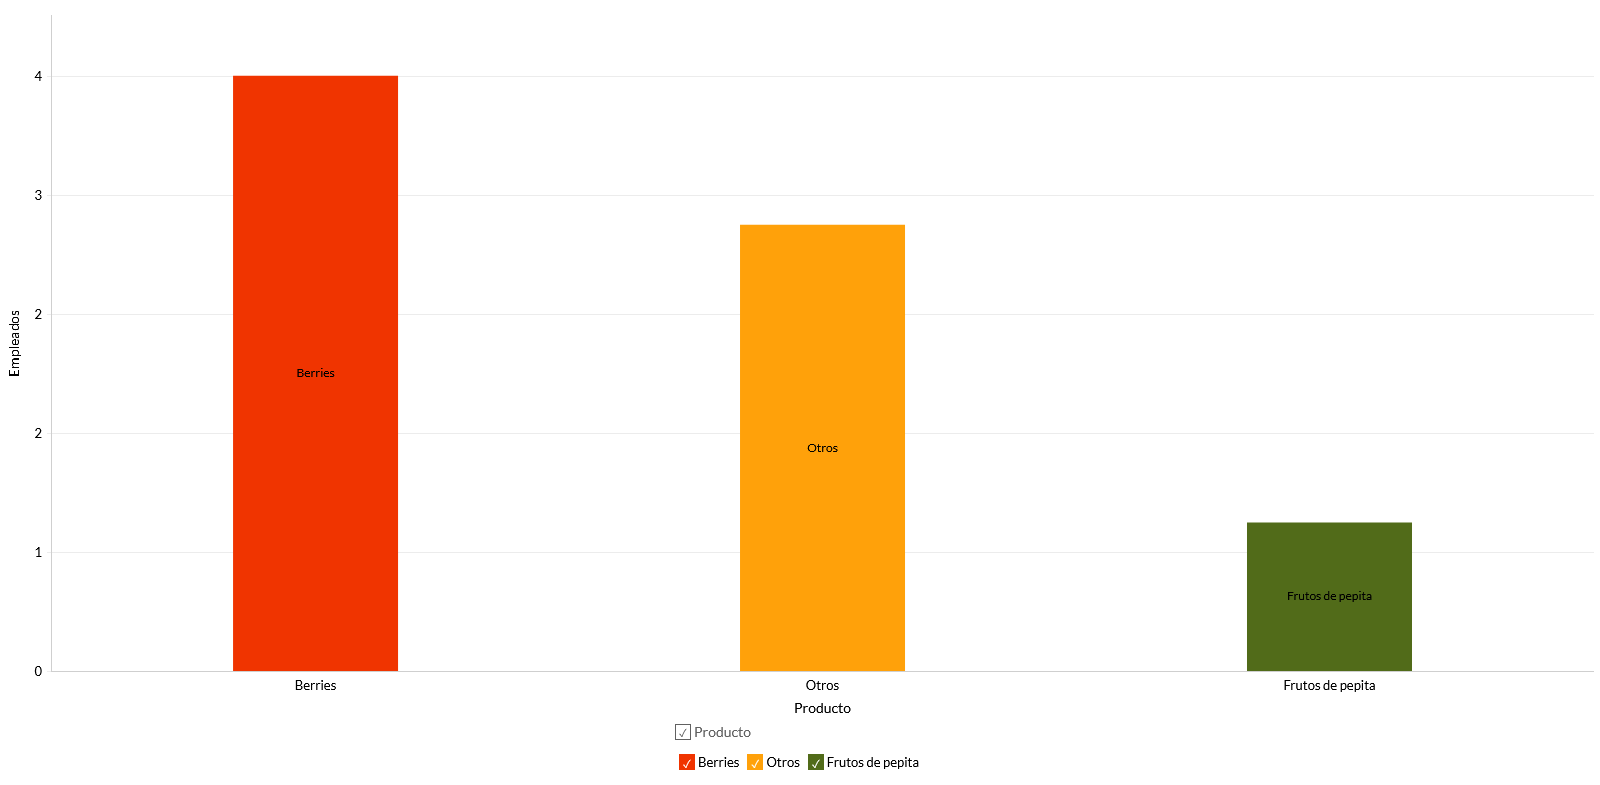 4
3
2
2
1
0
Empleados
Berries
Otros
Frutos de pepita
Berries
Otros
Frutos de pepita
Producto
Producto
Berries
Otros
Frutos de pepita